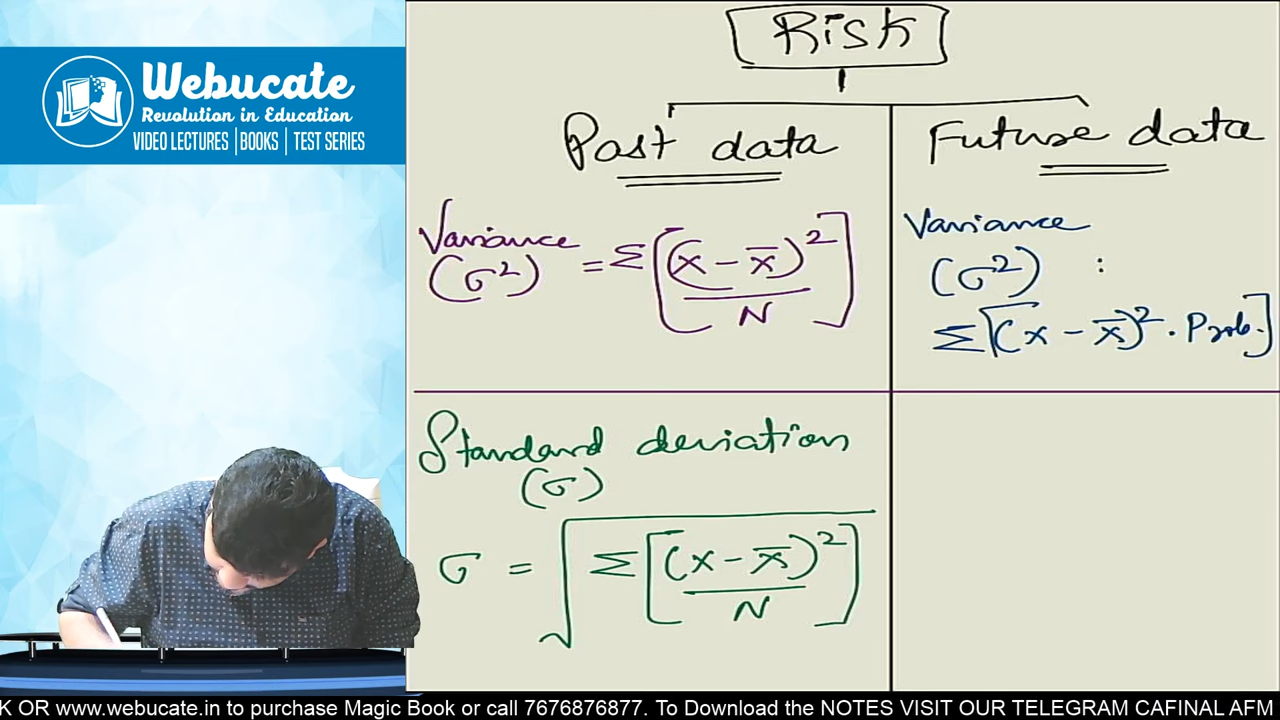 Webucate
Revolution in Education
VIDEO LECTURES | BOOKS | TEST SERIES
Risk
Past data
Future data
Variance (σ²) = Σ[(x - x̄)²/N]
Variance
(σ²) :
Σ[(x - x̄)² . Prob.]
Standard deviation
(σ)
σ = √Σ[(x - x̄)²/N]
K OR www.webucate.in to purchase Magic Book or call 7676876877. To Download the NOTES VISIT OUR TELEGRAM CAFINAL AFM